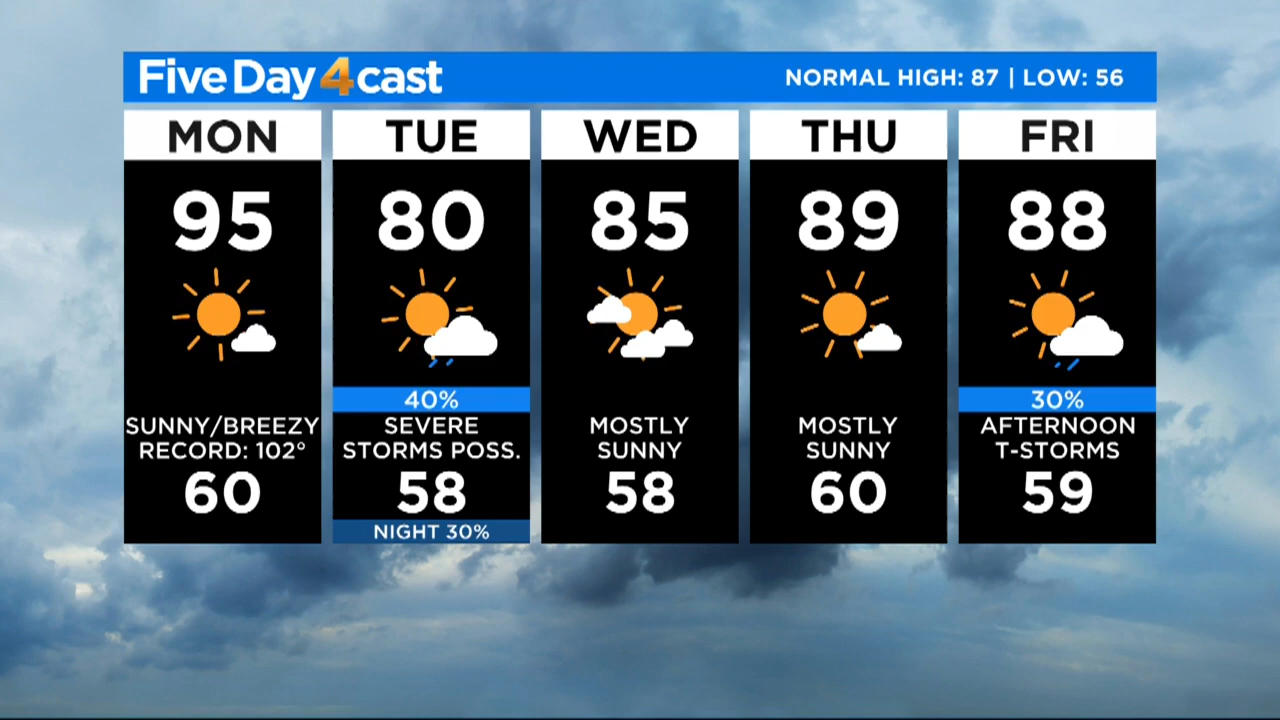 Five Day 4cast
NORMAL HIGH: 87 | LOW: 56
MON
95
SUNNY/BREEZY
RECORD: 102°
60
TUE
80
40%
SEVERE
STORMS POSS.
58
NIGHT 30%
WED
85
MOSTLY
SUNNY
58
THU
89
MOSTLY
SUNNY
60
FRI
88
30%
AFTERNOON
T-STORMS
59